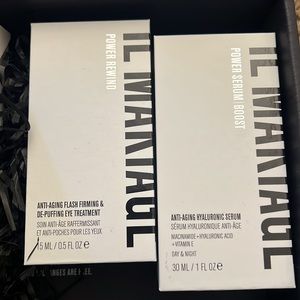 IL MAKIAGE
POWER REWIND
ANTI-AGING FLASH FIRMING &
DE-PUFFING EYE TREATMENT
SOIN ANTI-ÂGE RAFFERMISSANT
ET ANTI-POCHES POUR LES YEUX
15 ML / 0.5 FL OZ ℮
IL MAKIAGE
POWER SERUM BOOST
ANTI-AGING HYALURONIC SERUM
SÉRUM HYALURONIQUE ANTI-ÂGE
NIACINAMIDE + HYALURONIC ACID
+ VITAMIN E
DAY & NIGHT
30 ML / 1 FL OZ ℮